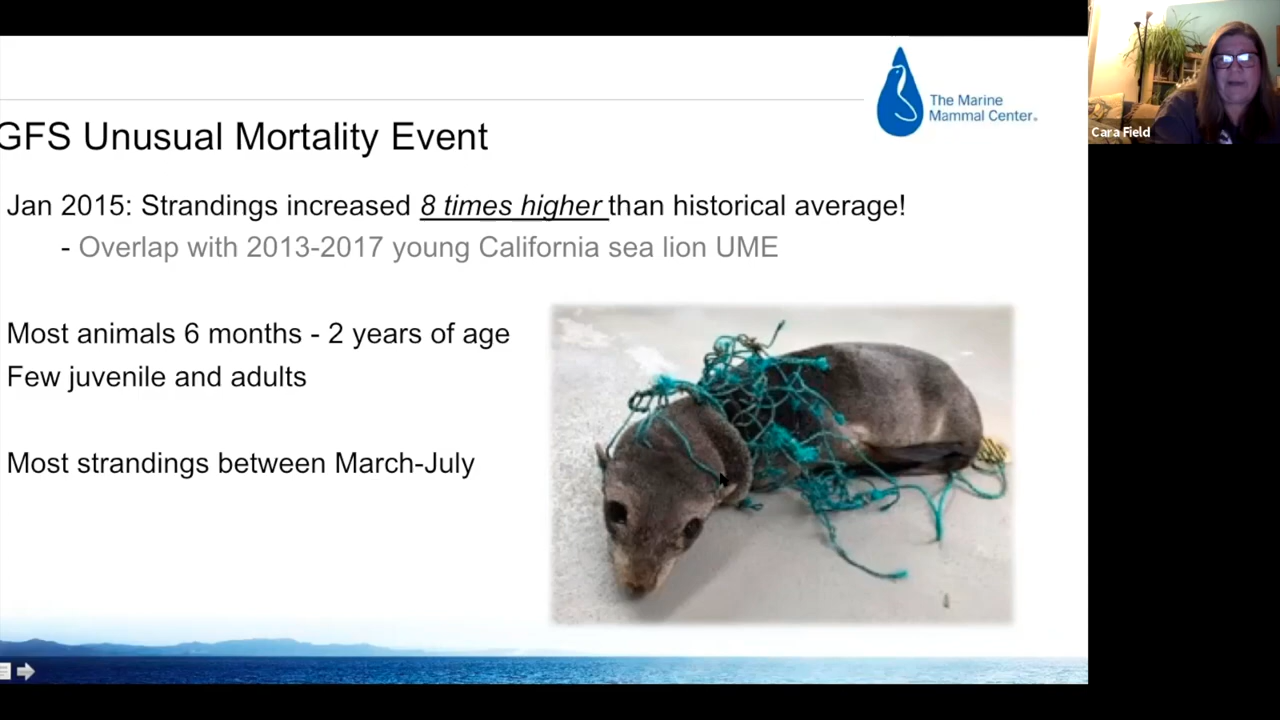 The Marine
Mammal Center®
GFS Unusual Mortality Event
Jan 2015: Strandings increased 8 times higher than historical average!
- Overlap with 2013-2017 young California sea lion UME
Most animals 6 months - 2 years of age
Few juvenile and adults
Most strandings between March-July
Cara Field